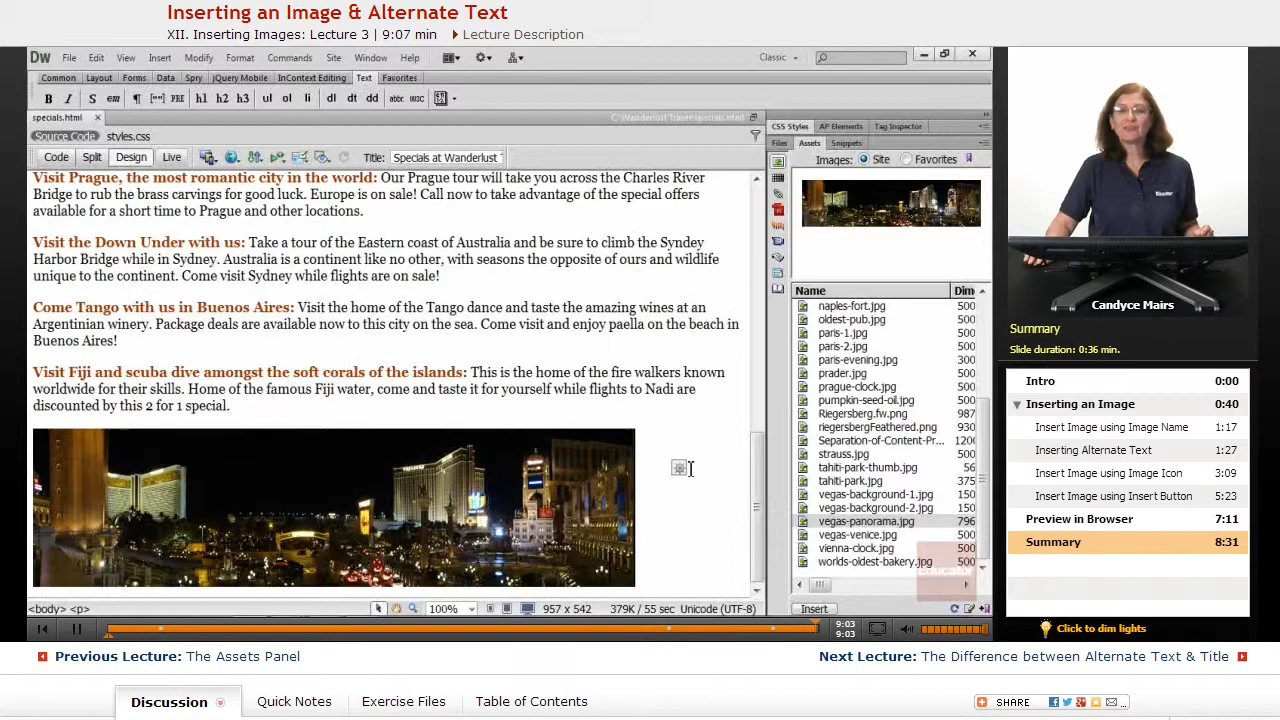 Inserting an Image & Alternate Text
XII. Inserting Images: Lecture 3 | 9:07 min
Lecture Description
DW File Edit View Insert Modify Format Commands Site Window Help Classic
Common Layout Forms Data Spry jQuery Mobile InContext Editing Text Favorites
B I S em ¶ [""] PRE h1 h2 h3 ul ol li dl dt dd abbr. W3C
specials.html
C:\Wanderlust Travel\specials.html
Source Code styles.css
Code Split Design Live Title: Specials at Wanderlust
Visit Prague, the most romantic city in the world: Our Prague tour will take you across the Charles River
Bridge to rub the brass carvings for good luck. Europe is on sale! Call now to take advantage of the special offers
available for a short time to Prague and other locations.
Visit the Down Under with us: Take a tour of the Eastern coast of Australia and be sure to climb the Syndey
Harbor Bridge while in Sydney. Australia is a continent like no other, with seasons the opposite of ours and wildlife
unique to the continent. Come visit Sydney while flights are on sale!
Come Tango with us in Buenos Aires: Visit the home of the Tango dance and taste the amazing wines at an
Argentinian winery. Package deals are available now to this city on the sea. Come visit and enjoy paella on the beach in
Buenos Aires!
Visit Fiji and scuba dive amongst the soft corals of the islands: This is the home of the fire walkers known
worldwide for their skills. Home of the famous Fiji water, come and taste it for yourself while flights to Nadi are
discounted by this 2 for 1 special.
<body> <p>
100% 957 x 542 379K / 55 sec Unicode (UTF-8)
CSS Styles AP Elements Tag Inspector
Files Assets Snippets
Images: Site Favorites
Name Dim
naples-fort.jpg 500
oldest-pub.jpg 500
paris-1.jpg 500
paris-2.jpg 500
paris-evening.jpg 300
prader.jpg 500
prague-clock.jpg 500
pumpkin-seed-oil.jpg 500
Riegersberg.fw.png 987
riegersbergFeathered.png 930
Separation-of-Content-Pr... 1200
strauss.jpg 500
tahiti-park-thumb.jpg 56
tahiti-park.jpg 375
vegas-background-1.jpg 150
vegas-background-2.jpg 150
vegas-panorama.jpg 796
vegas-venice.jpg 500
vienna-clock.jpg 500
worlds-oldest-bakery.jpg 500
Educator
Insert
Candyce Mairs
Summary
Slide duration: 0:36 min.
Intro 0:00
Inserting an Image 0:40
Insert Image using Image Name 1:17
Inserting Alternate Text 1:27
Insert Image using Image Icon 3:09
Insert Image using Insert Button 5:23
Preview in Browser 7:11
Summary 8:31
9:03
9:03
Click to dim lights
Previous Lecture: The Assets Panel
Next Lecture: The Difference between Alternate Text & Title
Discussion Quick Notes Exercise Files Table of Contents
SHARE